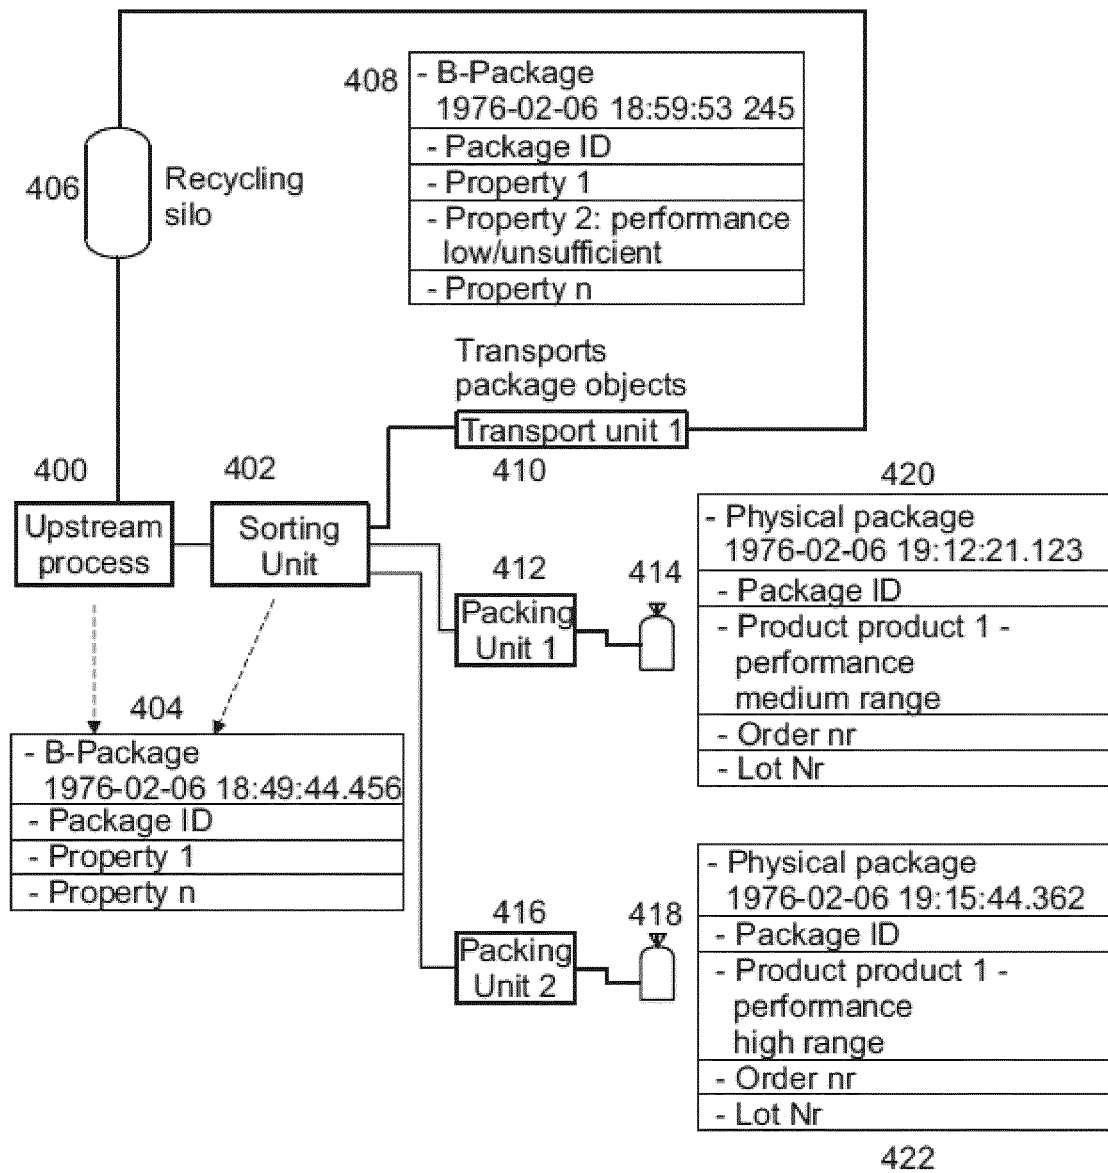 408
- B-Package
1976-02-06 18:59:53 245
- Package ID
- Property 1
- Property 2: performance
low/unsufficient
- Property n
406
Recycling
silo
Transports
package objects
Transport unit 1
410
400
Upstream
process
402
Sorting
Unit
412
Packing
Unit 1
414
420
- Physical package
1976-02-06 19:12:21.123
- Package ID
- Product product 1 -
performance
medium range
- Order nr
- Lot Nr
404
- B-Package
1976-02-06 18:49:44.456
- Package ID
- Property 1
- Property n
416
Packing
Unit 2
418
- Physical package
1976-02-06 19:15:44.362
- Package ID
- Product product 1 -
performance
high range
- Order nr
- Lot Nr
422